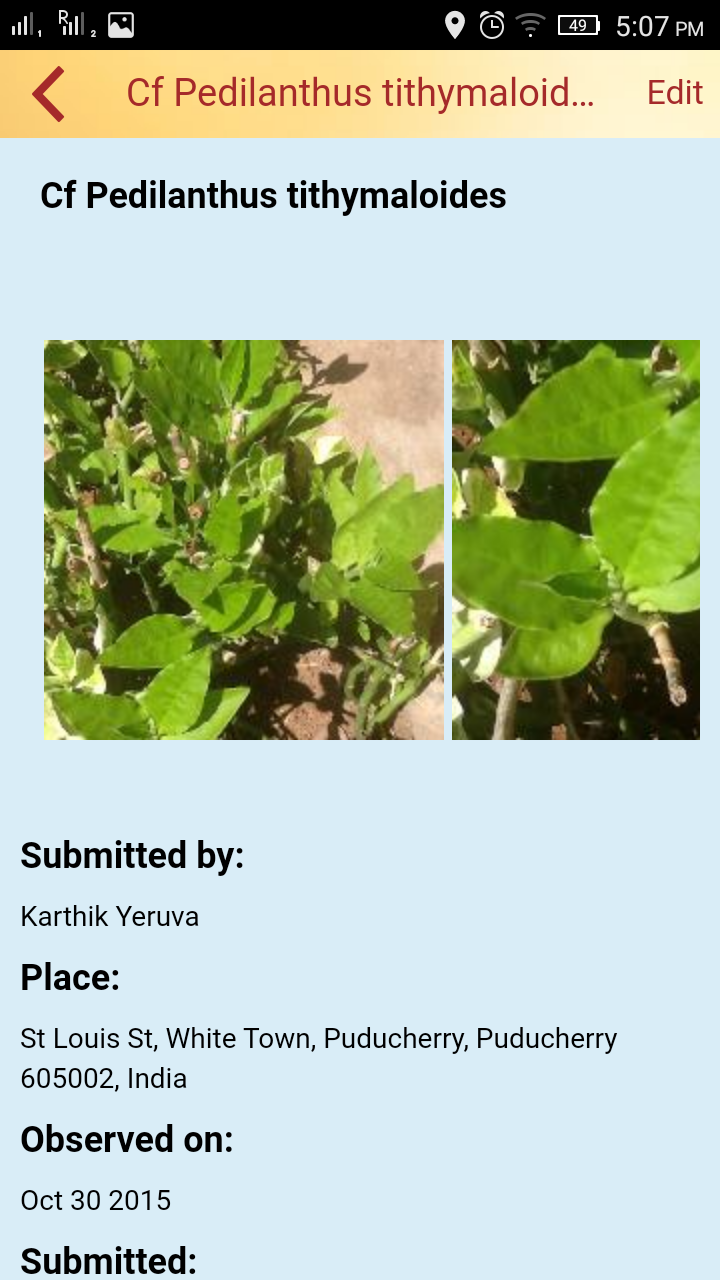 1 R 2 49 5:07 PM
Cf Pedilanthus tithymaloid... Edit
Cf Pedilanthus tithymaloides
Submitted by:
Karthik Yeruva
Place:
St Louis St, White Town, Puducherry, Puducherry
605002, India
Observed on:
Oct 30 2015
Submitted: